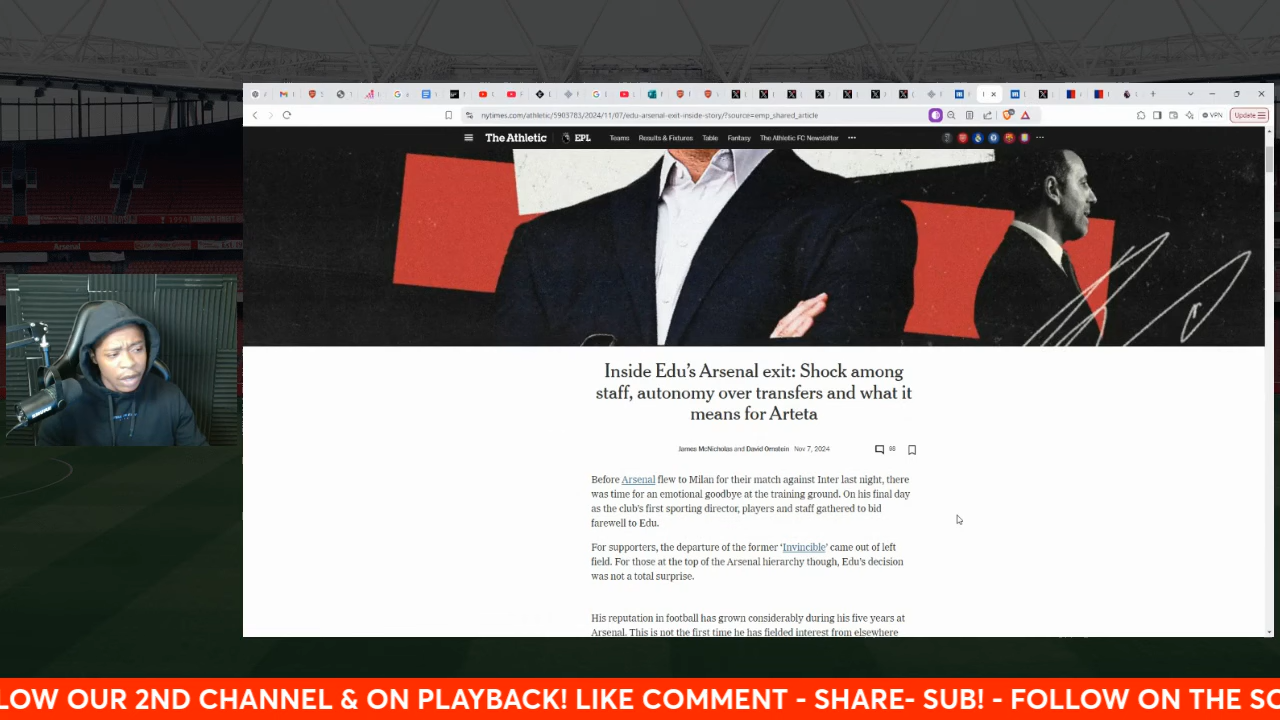 nytimes.com/athletic/5903763/2024/11/07/edu-arsenal-exit-inside-story/?source=emp_shared_article
VPN
Update
The Athletic
EPL
Teams
Results & Fixtures
Table
Fantasy
The Athletic FC Newsletter
Inside Edu's Arsenal exit: Shock among
staff, autonomy over transfers and what it
means for Arteta
James McNicholas and David Ornstein Nov 7, 2024
98
Before Arsenal flew to Milan for their match against Inter last night, there
was time for an emotional goodbye at the training ground. On his final day
as the club's first sporting director, players and staff gathered to bid
farewell to Edu.
For supporters, the departure of the former 'Invincible' came out of left
field. For those at the top of the Arsenal hierarchy though, Edu's decision
was not a total surprise.
His reputation in football has grown considerably during his five years at
Arsenal. This is not the first time he has fielded interest from elsewhere
Arsenal
SHURE
LOW OUR 2ND CHANNEL & ON PLAYBACK! LIKE COMMENT - SHARE- SUB! - FOLLOW ON THE SO